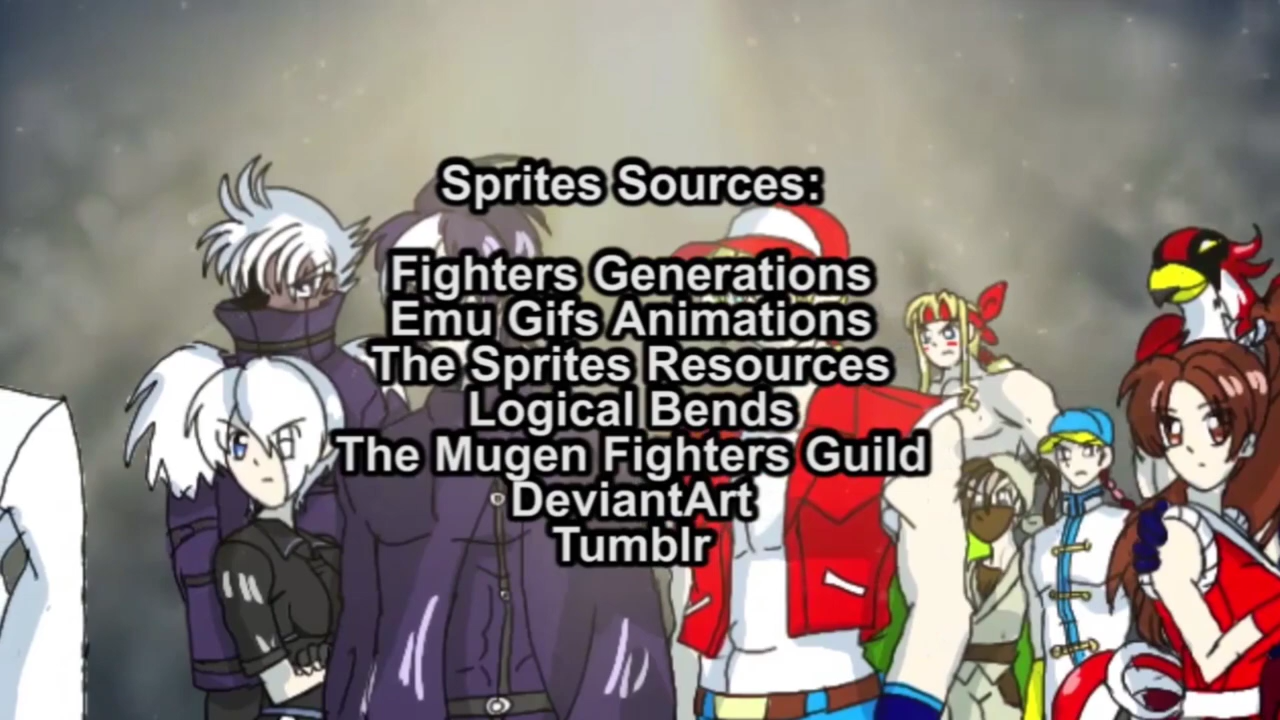 Sprites Sources:
Fighters Generations
Emu Gifs Animations
The Sprites Resources
Logical Bends
The Mugen Fighters Guild
DeviantArt
Tumblr